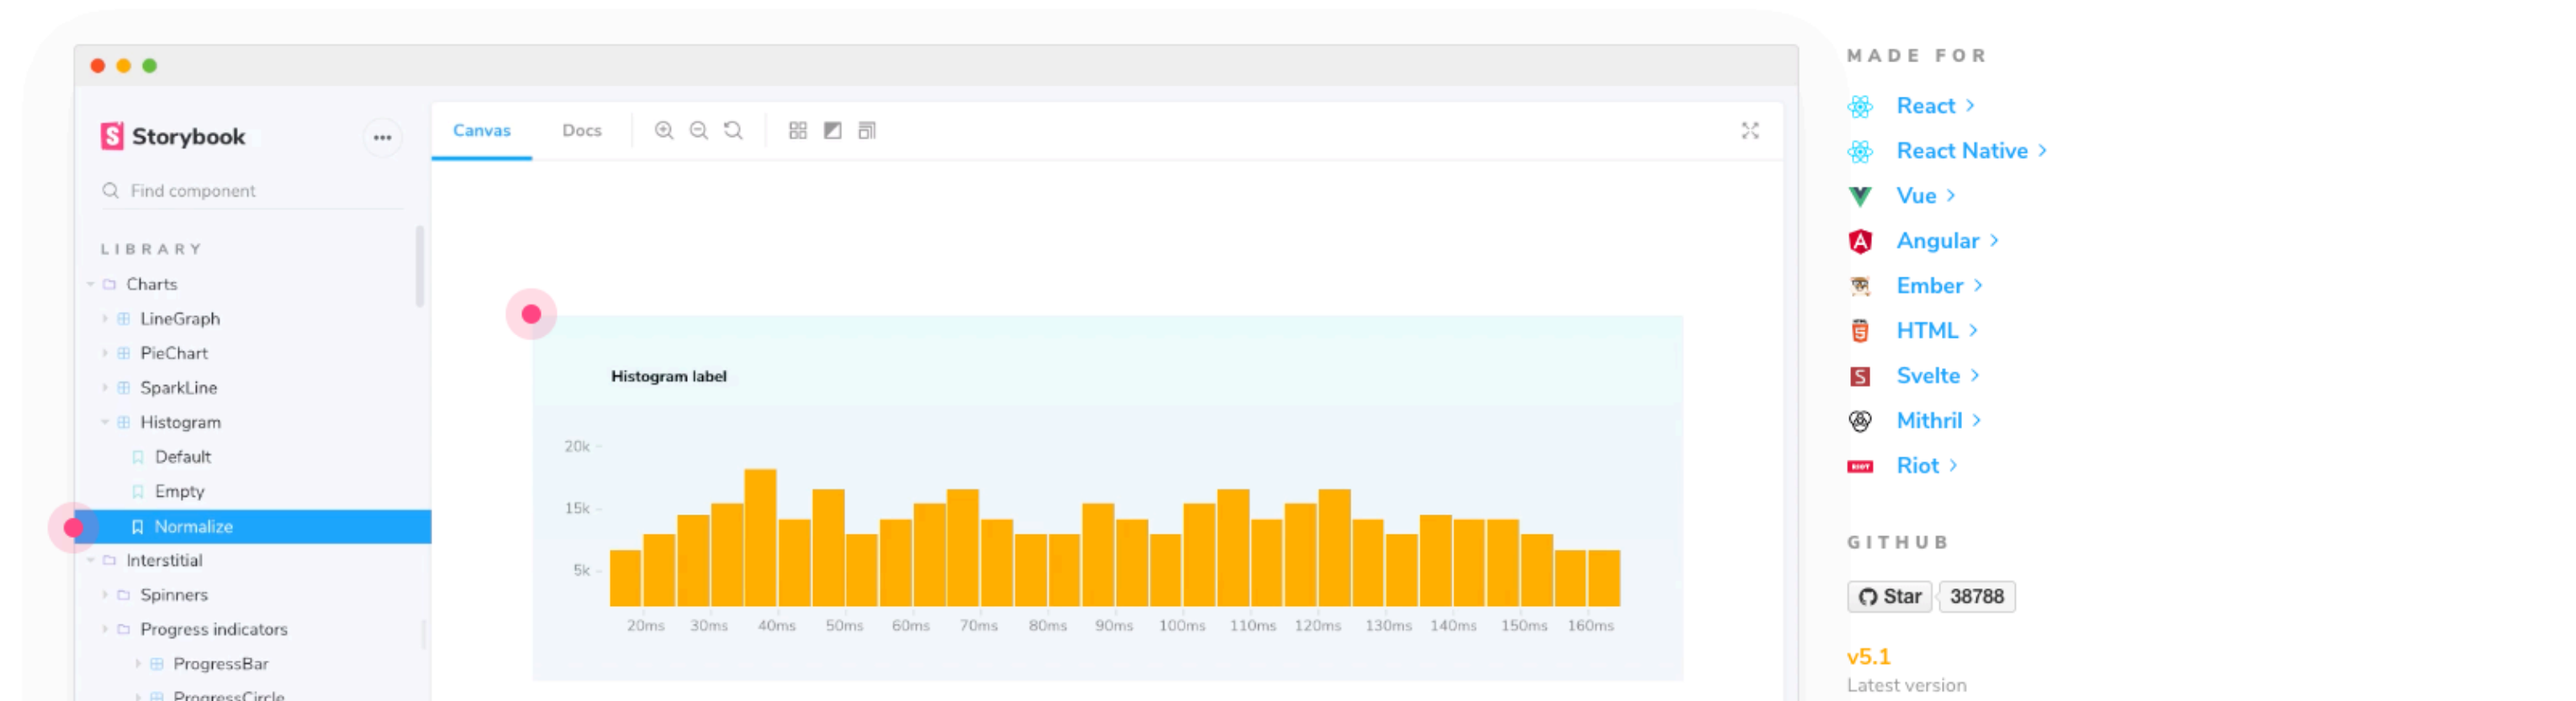 Storybook
Find component
LIBRARY
Charts
LineGraph
PieChart
SparkLine
Histogram
Default
Empty
Normalize
Interstitial
Spinners
Progress indicators
ProgressBar
ProgressCircle
Canvas
Docs
Histogram label
20k
15k
5k
20ms 30ms 40ms 50ms 60ms 70ms 80ms 90ms 100ms 110ms 120ms 130ms 140ms 150ms 160ms
MADE FOR
React
React Native
Vue
Angular
Ember
HTML
Svelte
Mithril
RIOT Riot
GITHUB
Star 38788
v5.1
Latest version